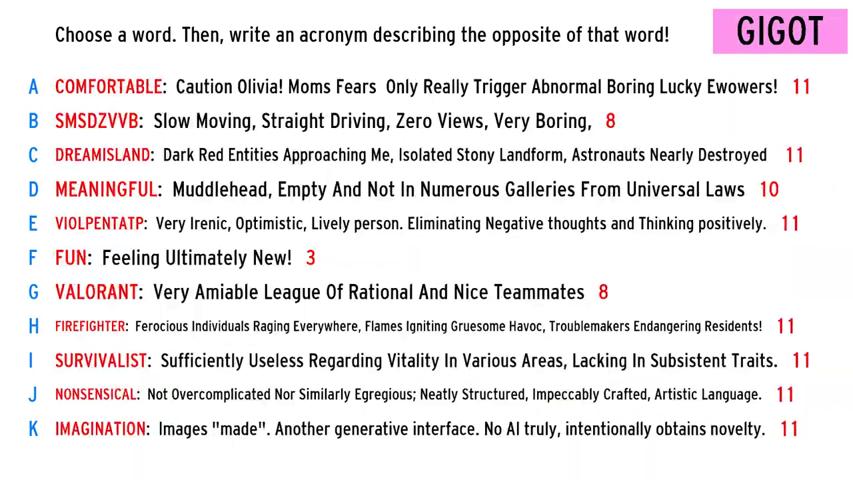 Choose a word. Then, write an acronym describing the opposite of that word!
GIGOT
A COMFORTABLE: Caution Olivia! Moms Fears Only Really Trigger Abnormal Boring Lucky Ewowers! 11
B SMSDZVVB: Slow Moving, Straight Driving, Zero Views, Very Boring, 8
C DREAMISLAND: Dark Red Entities Approaching Me, Isolated Stony Landform, Astronauts Nearly Destroyed 11
D MEANINGFUL: Muddlehead, Empty And Not In Numerous Galleries From Universal Laws 10
E VIOLPENTATP: Very Irenic, Optimistic, Lively person. Eliminating Negative thoughts and Thinking positively. 11
F FUN: Feeling Ultimately New! 3
G VALORANT: Very Amiable League Of Rational And Nice Teammates 8
H FIREFIGHTER: Ferocious Individuals Raging Everywhere, Flames Igniting Gruesome Havoc, Troublemakers Endangering Residents! 11
I SURVIVALIST: Sufficiently Useless Regarding Vitality In Various Areas, Lacking In Subsistent Traits. 11
J NONSENSICAL: Not Overcomplicated Nor Similarly Egregious; Neatly Structured, Impeccably Crafted, Artistic Language. 11
K IMAGINATION: Images "made". Another generative interface. No AI truly, intentionally obtains novelty. 11